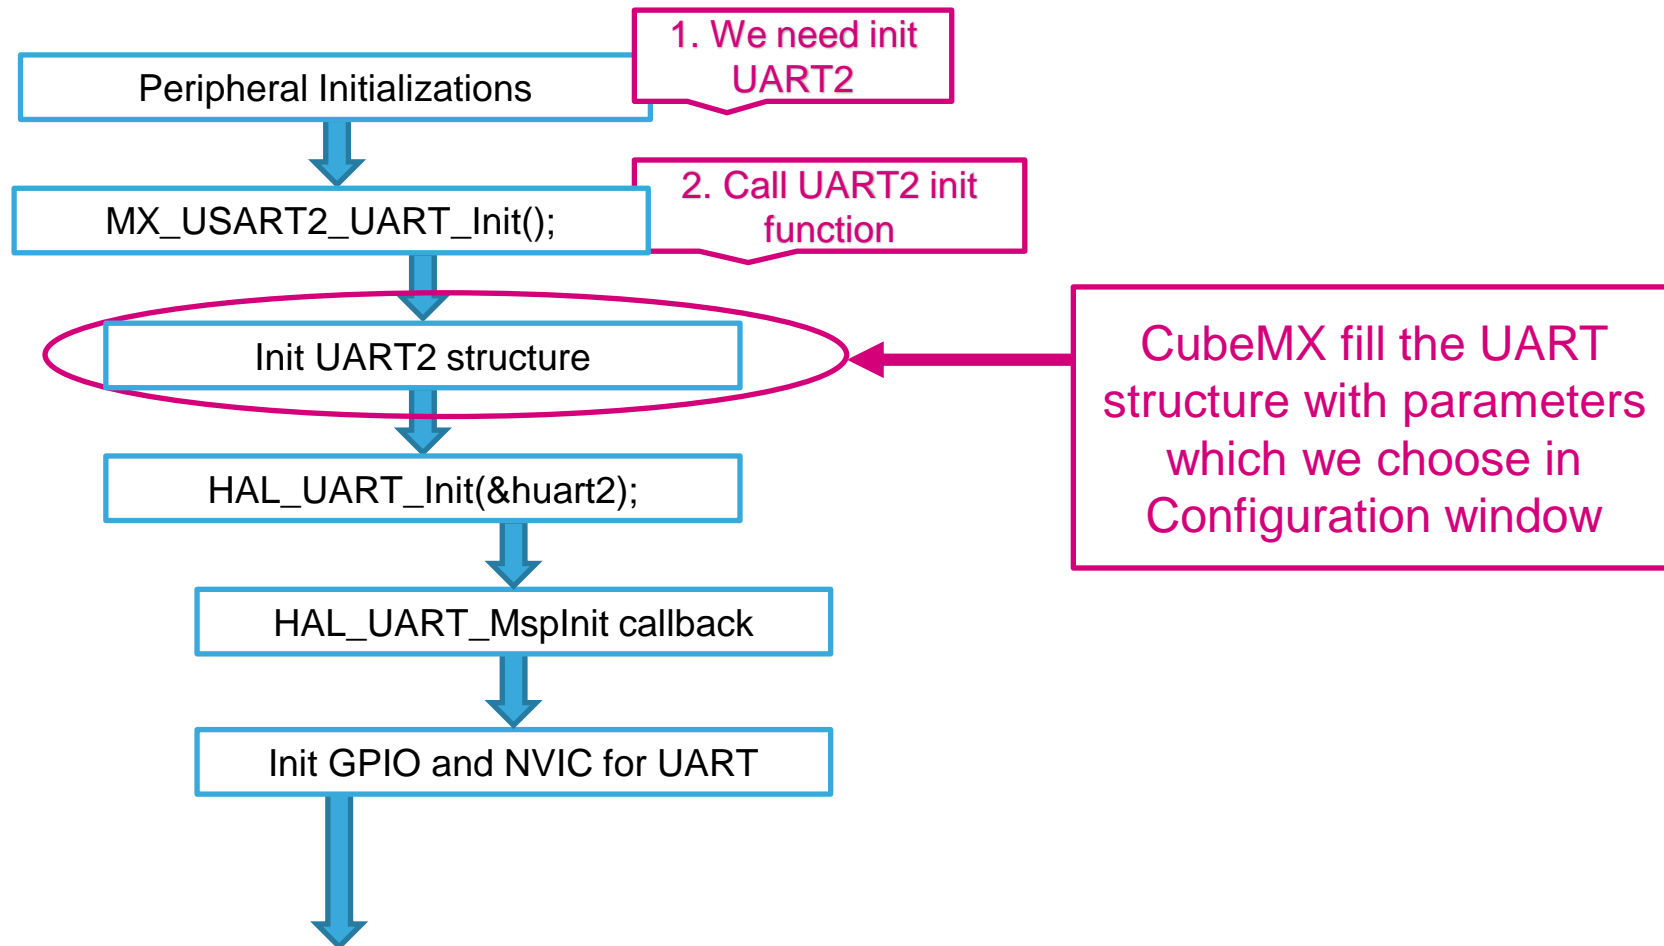 1. We need init
UART2
Peripheral Initializations
2. Call UART2 init
function
MX_USART2_UART_Init();
Init UART2 structure
CubeMX fill the UART
structure with parameters
which we choose in
Configuration window
HAL_UART_Init(&huart2);
HAL_UART_MspInit callback
Init GPIO and NVIC for UART